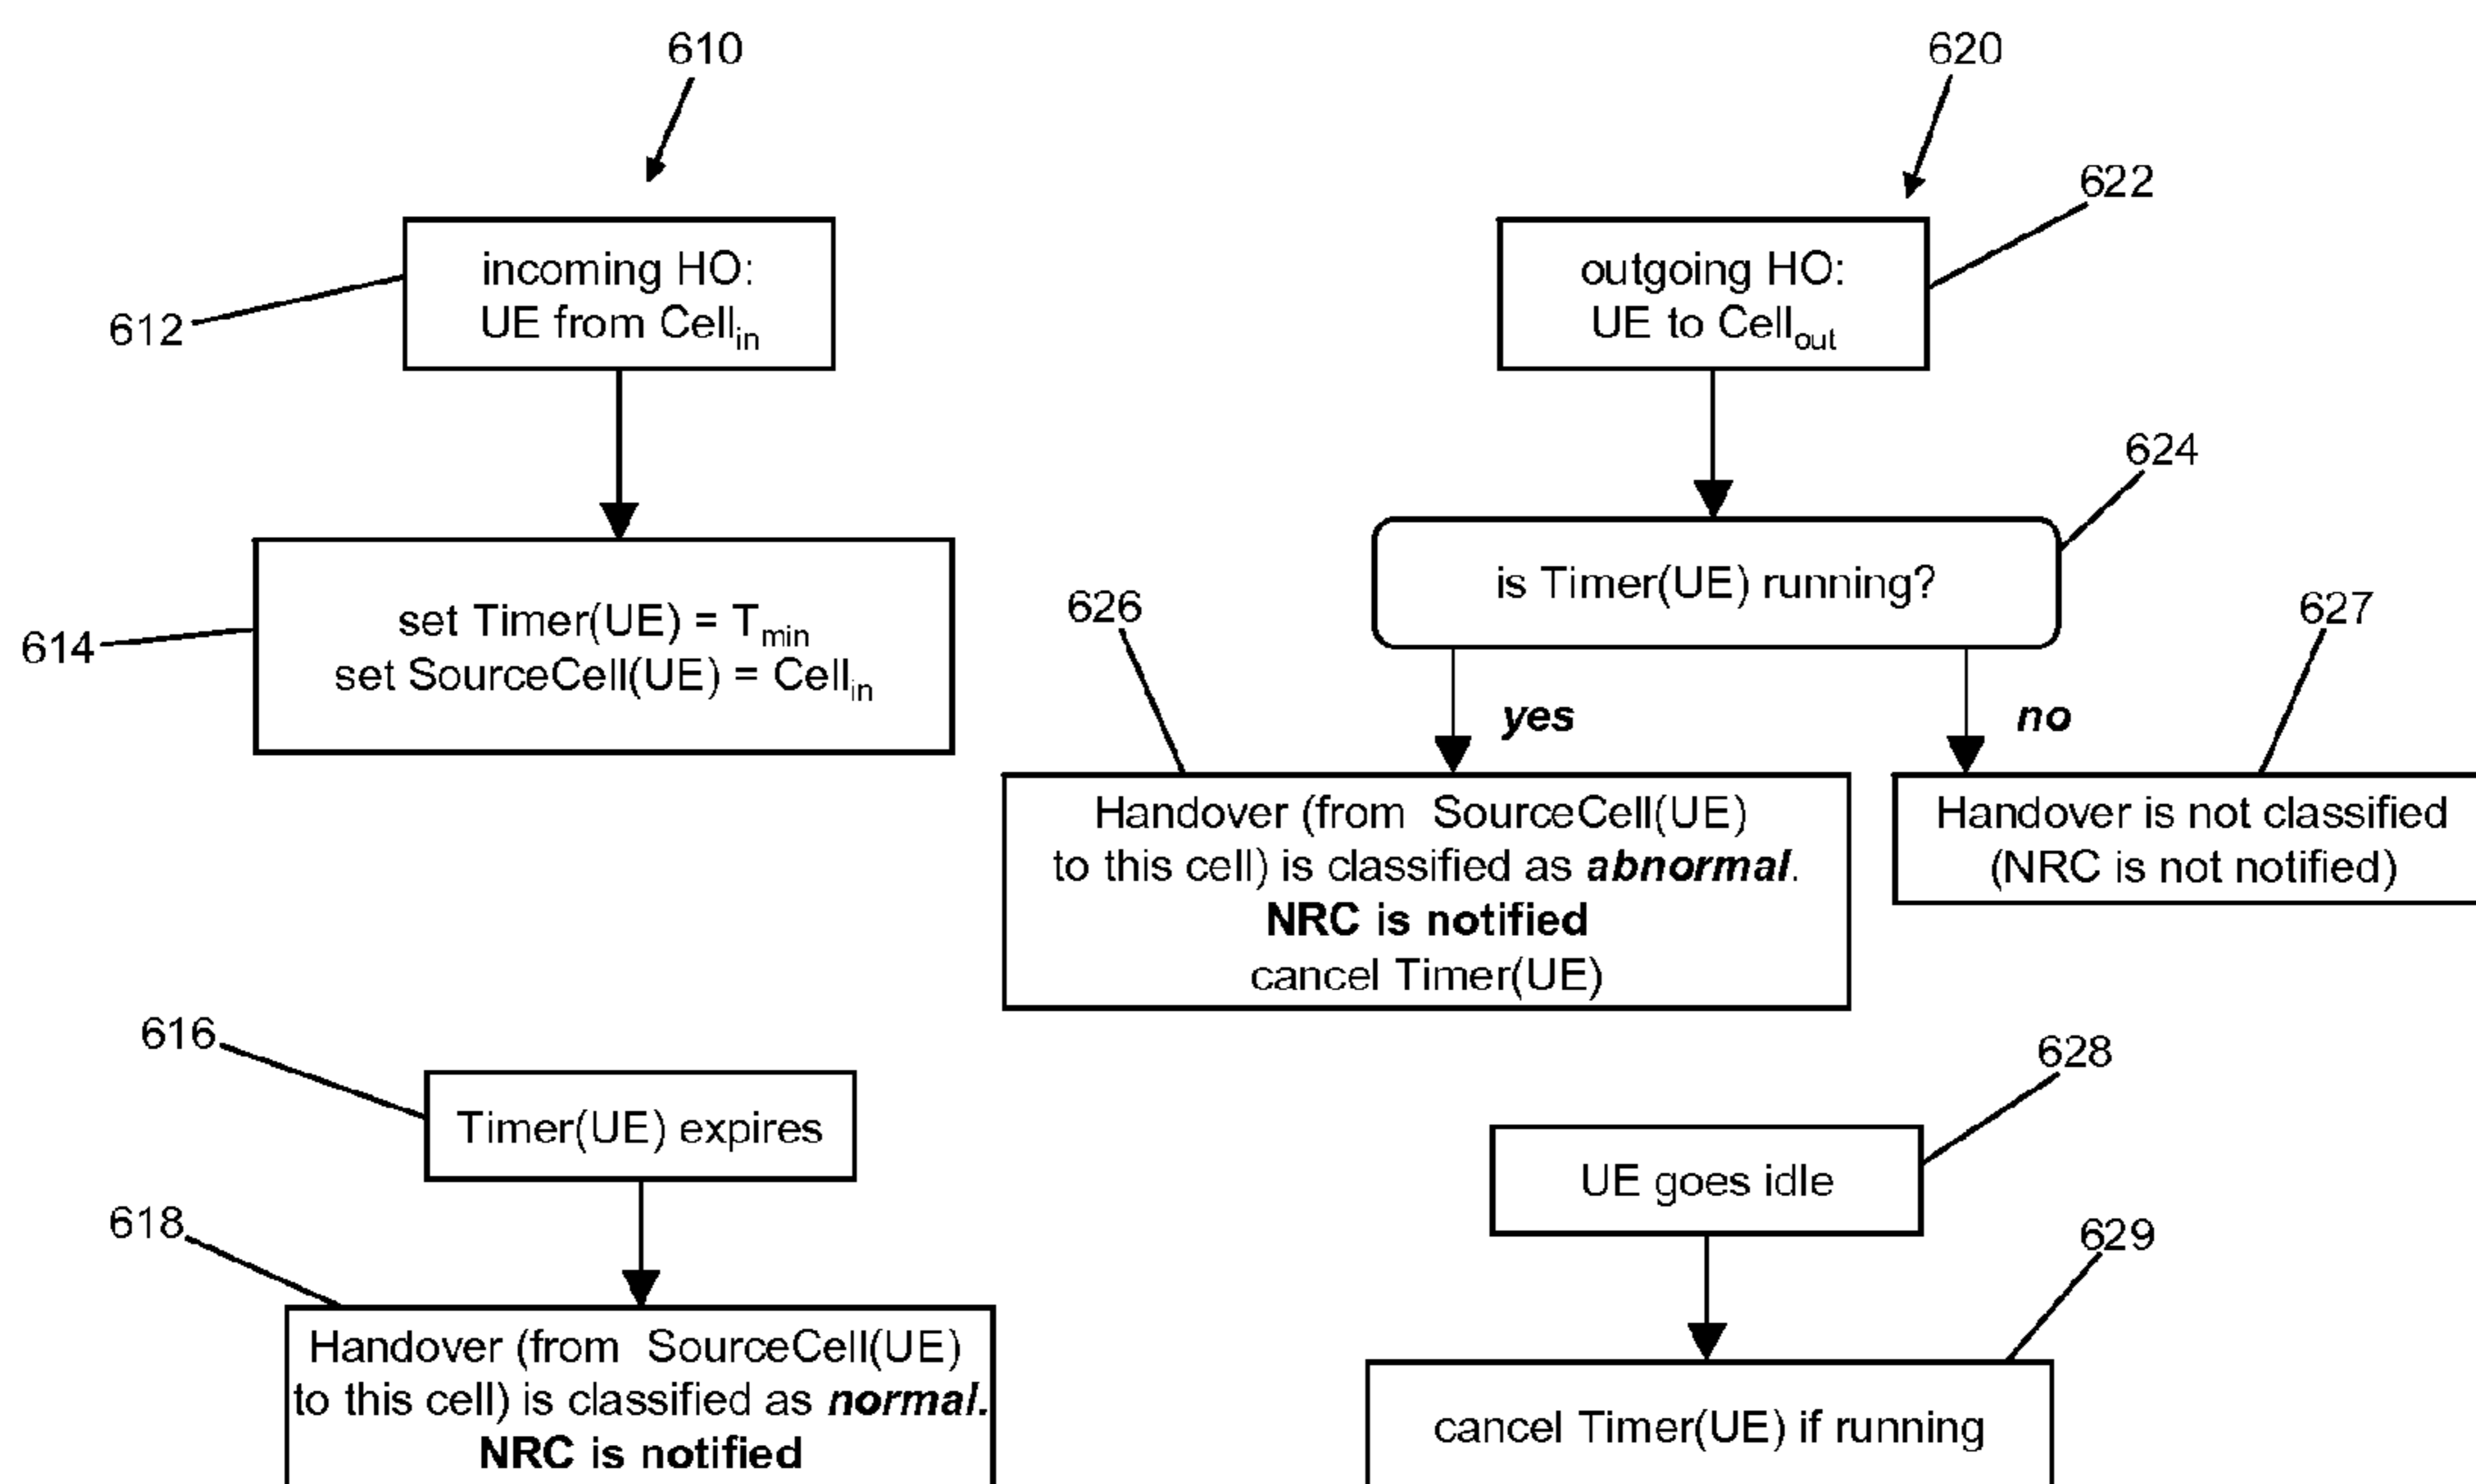 610
620
622
incoming HO:
UE from Cellin
612
outgoing HO:
UE to Cellout
624
set Timer(UE) = Tmin
set SourceCell(UE) = Cellin
614
is Timer(UE) running?
626
627
yes
no
Handover (from SourceCell(UE)
to this cell) is classified as abnormal.
NRC is notified
cancel Timer(UE)
Handover is not classified
(NRC is not notified)
616
Timer(UE) expires
628
UE goes idle
618
629
Handover (from SourceCell(UE)
to this cell) is classified as normal.
NRC is notified
cancel Timer(UE) if running